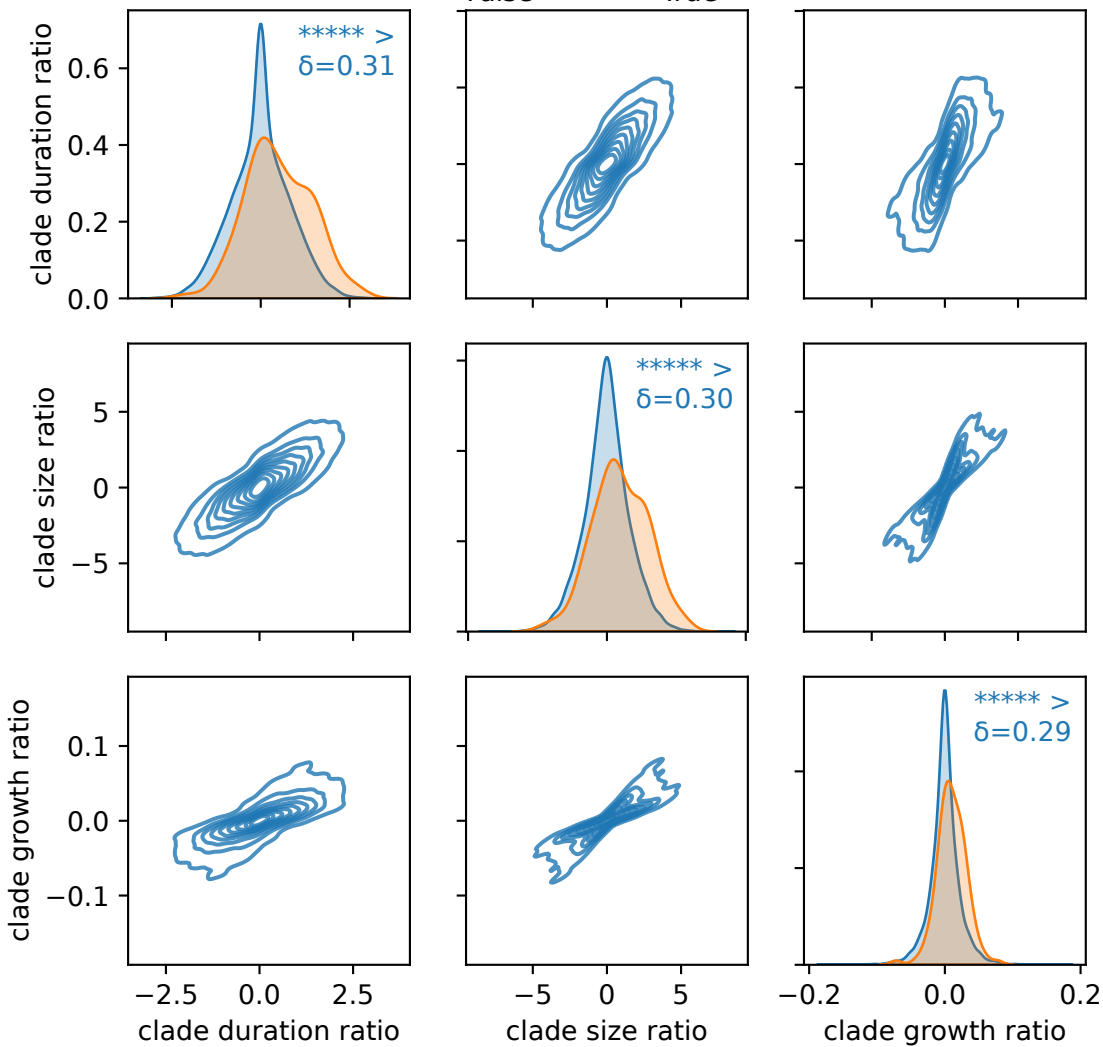 ***** >
δ=0.31
clade duration ratio
0.6
0.4
0.2
0.0
***** >
δ=0.30
clade size ratio
5
0
−5
***** >
δ=0.29
clade growth ratio
0.1
0.0
−0.1
−2.5 0.0 2.5
−5 0 5
−0.2 0.0 0.2
clade duration ratio
clade size ratio
clade growth ratio